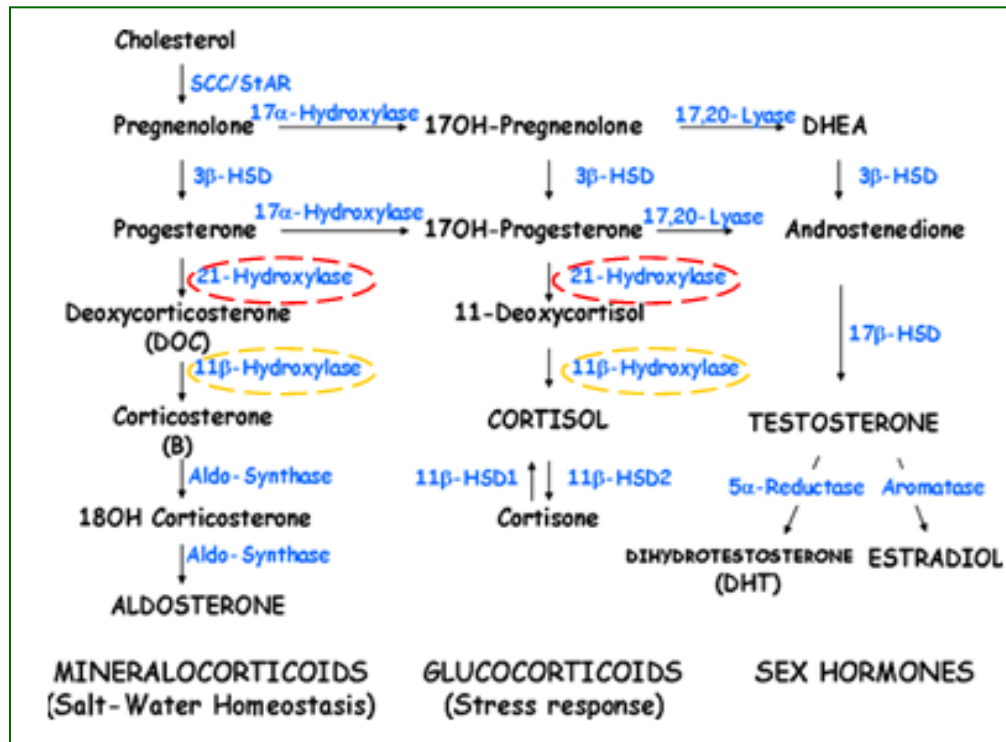 Cholesterol
SCC/StAR
17α-Hydroxylase
17,20-Lyase
Pregnenolone
17OH-Pregnenolone
DHEA
3β-HSD
3β-HSD
3β-HSD
17α-Hydroxylase
17,20-Lyase
Progesterone
17OH-Progesterone
Androstenedione
21-Hydroxylase
21-Hydroxylase
Deoxycorticosterone
(DOC)
11-Deoxycortisol
17β-HSD
11β-Hydroxylase
11β-Hydroxylase
Corticosterone
(B)
CORTISOL
TESTOSTERONE
Aldo-Synthase
11β-HSD1
11β-HSD2
5α-Reductase
Aromatase
18OH Corticosterone
Cortisone
Aldo-Synthase
DIHYDROTESTOSTERONE
(DHT)
ESTRADIOL
ALDOSTERONE
MINERALOCORTICOIDS
(Salt-Water Homeostasis)
GLUCOCORTICOIDS
(Stress response)
SEX HORMONES